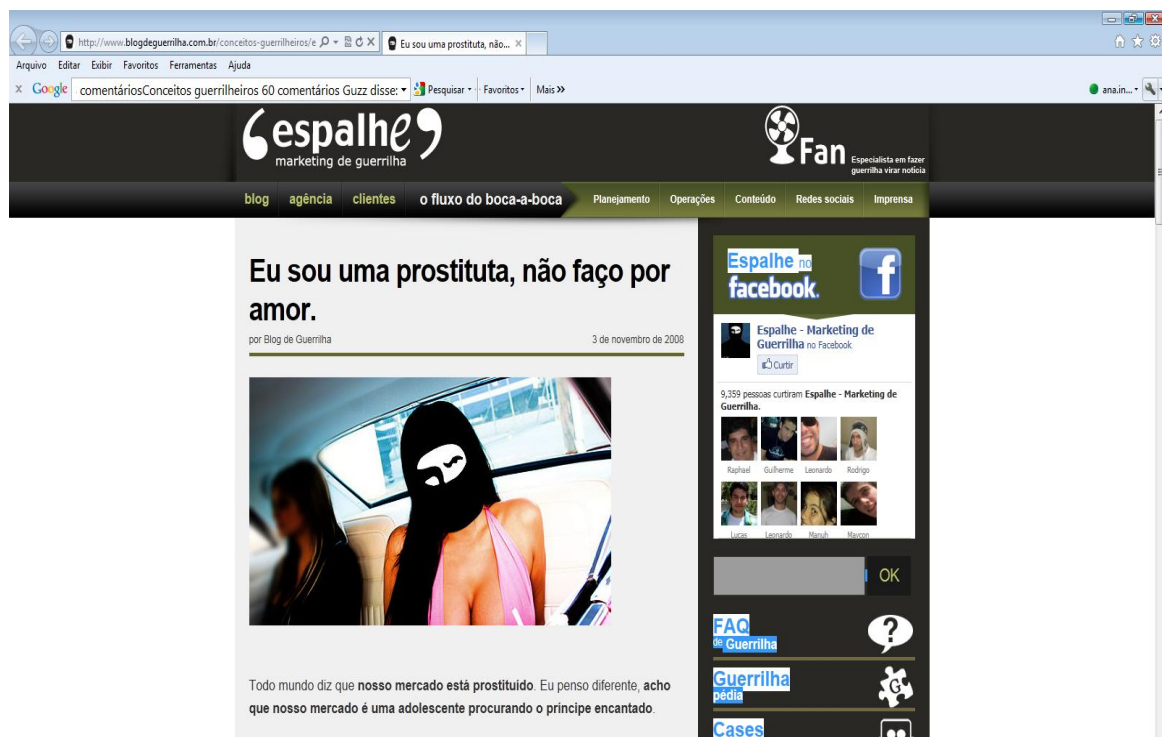 http://www.blogdeguerrilha.com.br/conceitos-guerrilheiros/e
Eu sou uma prostituta, não...
Arquivo Editar Exibir Favoritos Ferramentas Ajuda
x Google comentáriosConceitos guerrilheiros 60 comentários Guzz disse: Pesquisar Favoritos Mais >> ana.in...
espalhe
marketing de guerrilha
Fan Especialista em fazer
guerrilha virar notícia
blog agência clientes o fluxo do boca-a-boca Planejamento Operações Conteúdo Redes sociais Imprensa
Eu sou uma prostituta, não faço por
amor.
por Blog de Guerrilha 3 de novembro de 2008
Todo mundo diz que nosso mercado está prostituido. Eu penso diferente, acho
que nosso mercado é uma adolescente procurando o príncipe encantado.
Espalhe no
facebook.
f
Espalhe - Marketing de
Guerrilha no Facebook
Curtir
9,359 pessoas curtiram Espalhe - Marketing de
Guerrilha.
Raphael Guilherme Leonardo Rodrigo
Lucas Leonardo Manuh Maycon
OK
FAQ ?
de Guerrilha
Guerrilha G
pédia
Cases